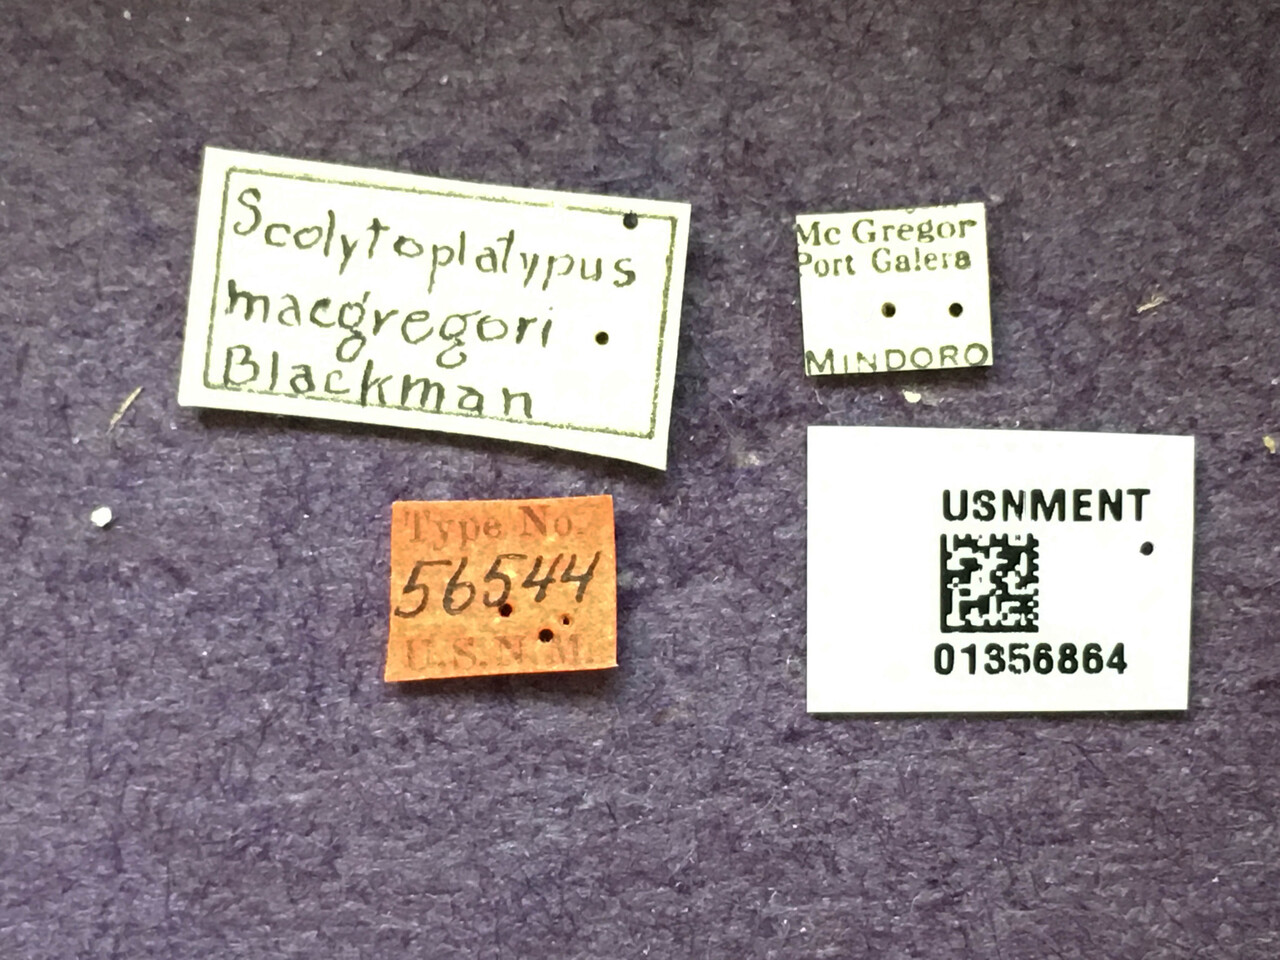 Scolytoplatypus
macgregori
Blackman
Mc Gregor
Port Galera
MINDORO
Type No.
56544
U.S.N.M.
USNMENT
01356864